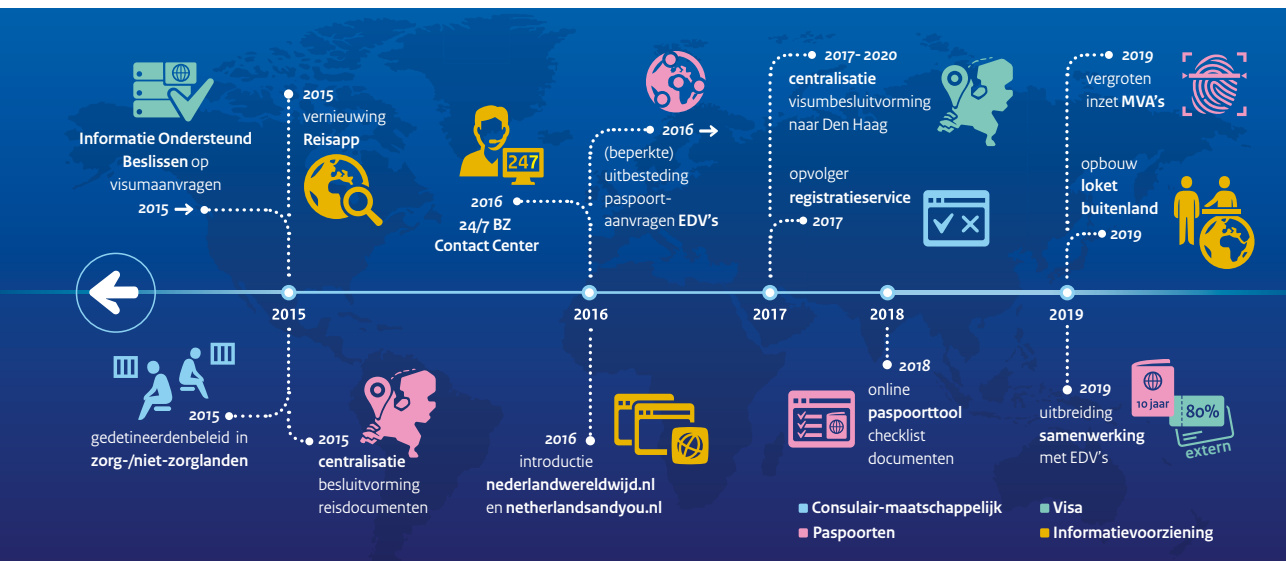 Informatie Ondersteund
Beslissen op
visumaanvragen
2015 →
2015
vernieuwing
Reisapp
247
2016
24/7 BZ
Contact Center
2016 →
(beperkte)
uitbesteding
paspoort-
aanvragen EDV's
2017- 2020
centralisatie
visumbesluitvorming
naar Den Haag
opvolger
registratieservice
2017
2019
vergroten
inzet MVA's
opbouw
loket
buitenland
2019
2015
2016
2017
2018
2019
2015
gedetineerdenbeleid in
zorg-/niet-zorglanden
2015
centralisatie
besluitvorming
reisdocumenten
2016
introductie
nederlandwereldwijd.nl
en netherlandsandyou.nl
2018
online
paspoorttool
checklist
documenten
2019
uitbreiding
samenwerking
met EDV's
10 jaar
80%
extern
Consulair-maatschappelijk
Paspoorten
Visa
Informatievoorziening